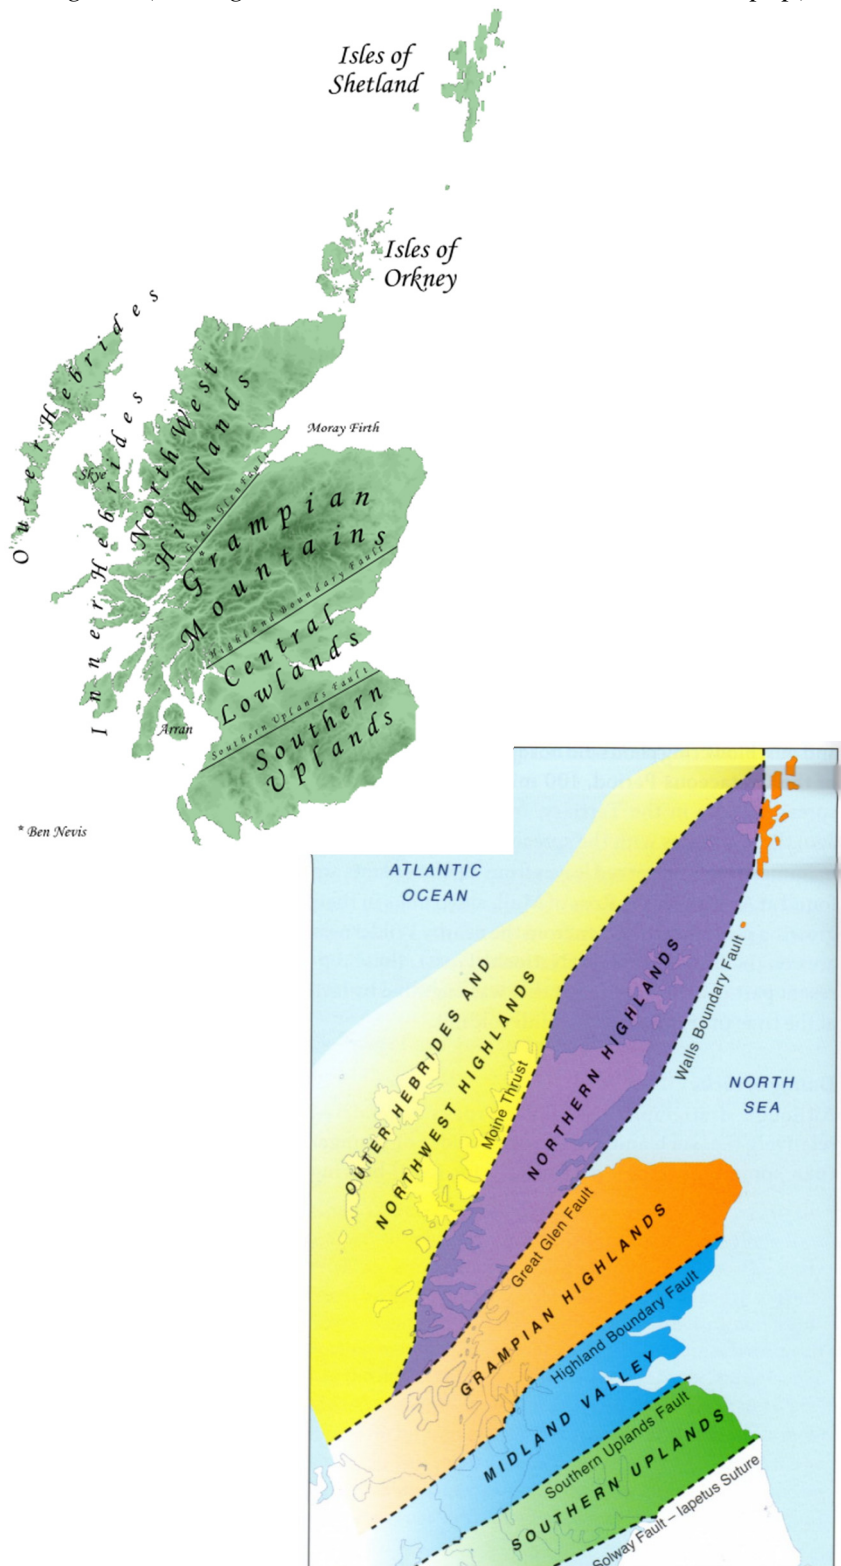 Isles of
Shetland
Isles of
Orkney
Outer Hebrides
Inner Hebrides
Skye
North West
Highlands
Moray Firth
Great Glen Fault
Grampian
Mountains
Highland Boundary Fault
Central
Lowlands
Southern Uplands Fault
Southern
Uplands
Arran
* Ben Nevis
ATLANTIC
OCEAN
OUTER HEBRIDES AND
NORTHWEST HIGHLANDS
Moine Thrust
NORTHERN HIGHLANDS
Walls Boundary Fault
NORTH
SEA
Great Glen Fault
GRAMPIAN HIGHLANDS
Highland Boundary Fault
MIDLAND VALLEY
Southern Uplands Fault
SOUTHERN UPLANDS
Solway Fault – Iapetus Suture